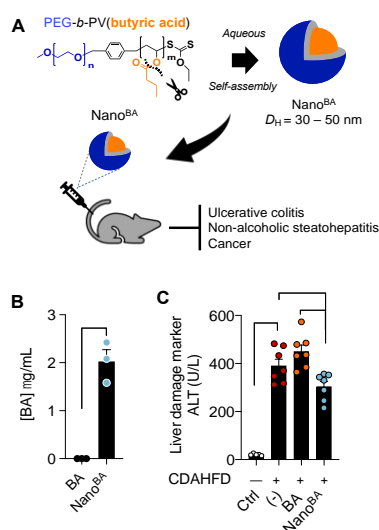 A
PEG-b-PV(butyric acid)
O
O
n
m
S
S
O
O
O
S
Aqueous
Self-assembly
Nano^BA
D_H = 30 – 50 nm
Nano^BA
Ulcerative colitis
Non-alcoholic steatohepatitis
Cancer
B
[BA] mg/mL
3
2
1
0
BA
Nano^BA
C
Liver damage marker
ALT (U/L)
600
400
200
0
CDAHFD — + + +
Ctrl
(-)
BA
Nano^BA